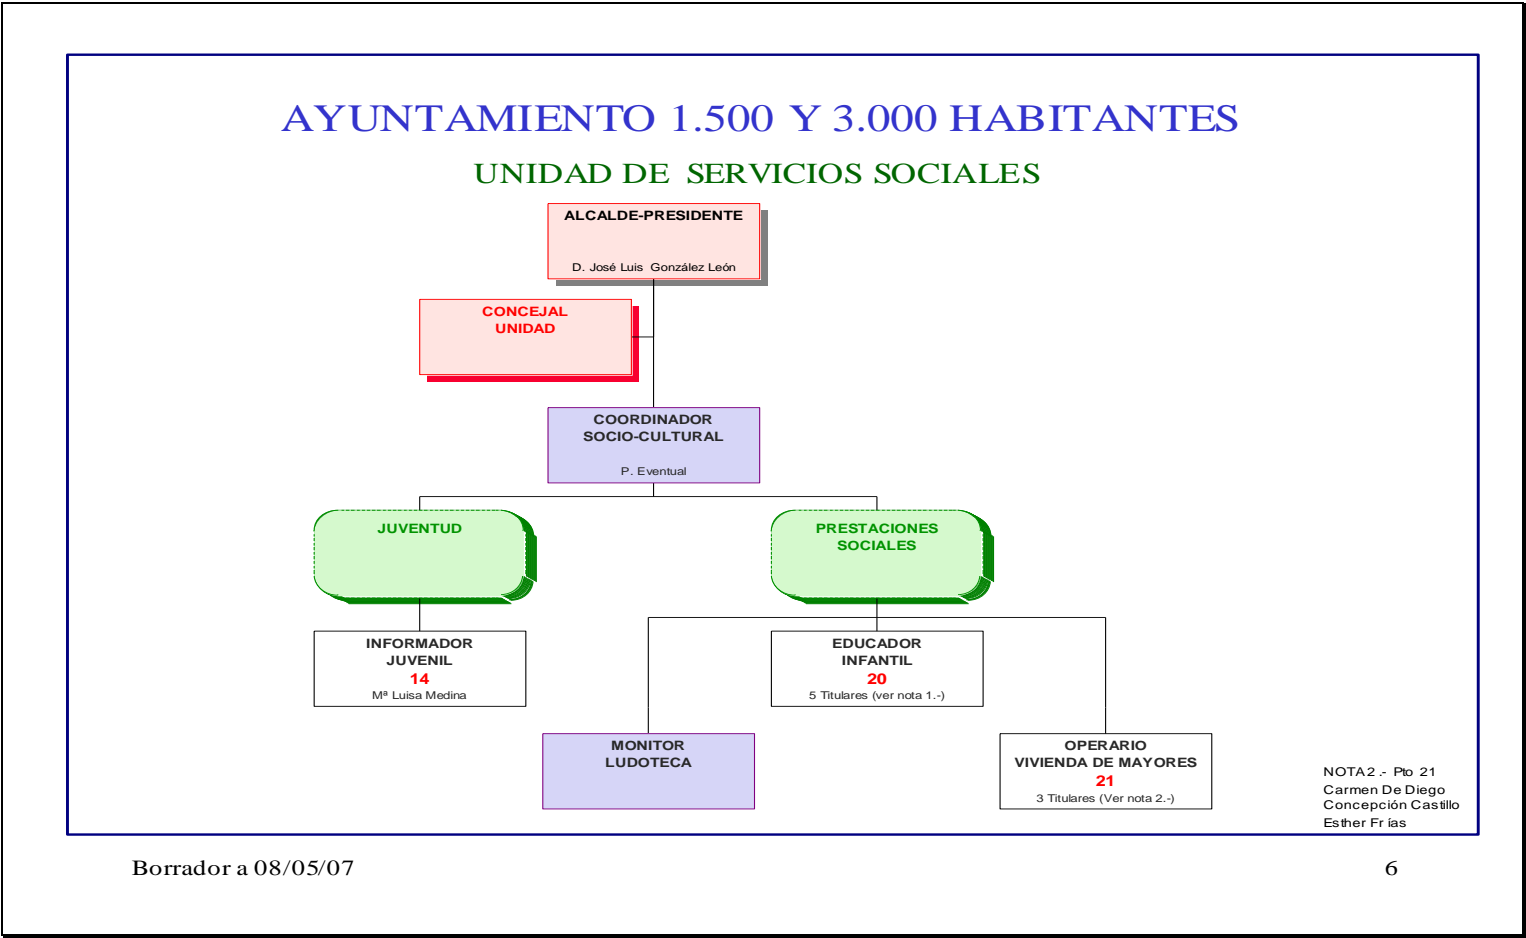 AYUNTAMIENTO 1.500 Y 3.000 HABITANTES
UNIDAD DE SERVICIOS SOCIALES
ALCALDE-PRESIDENTE
D. José Luis González León
CONCEJAL
UNIDAD
COORDINADOR
SOCIO-CULTURAL
P. Eventual
JUVENTUD
PRESTACIONES
SOCIALES
INFORMADOR
JUVENIL
14
Mª Luisa Medina
EDUCADOR
INFANTIL
20
5 Titulares (ver nota 1.-)
MONITOR
LUDOTECA
OPERARIO
VIVIENDA DE MAYORES
21
3 Titulares (Ver nota 2.-)
NOTA2 .- Pto 21
Carmen De Diego
Concepción Castillo
Esther Frías
Borrador a 08/05/07
6